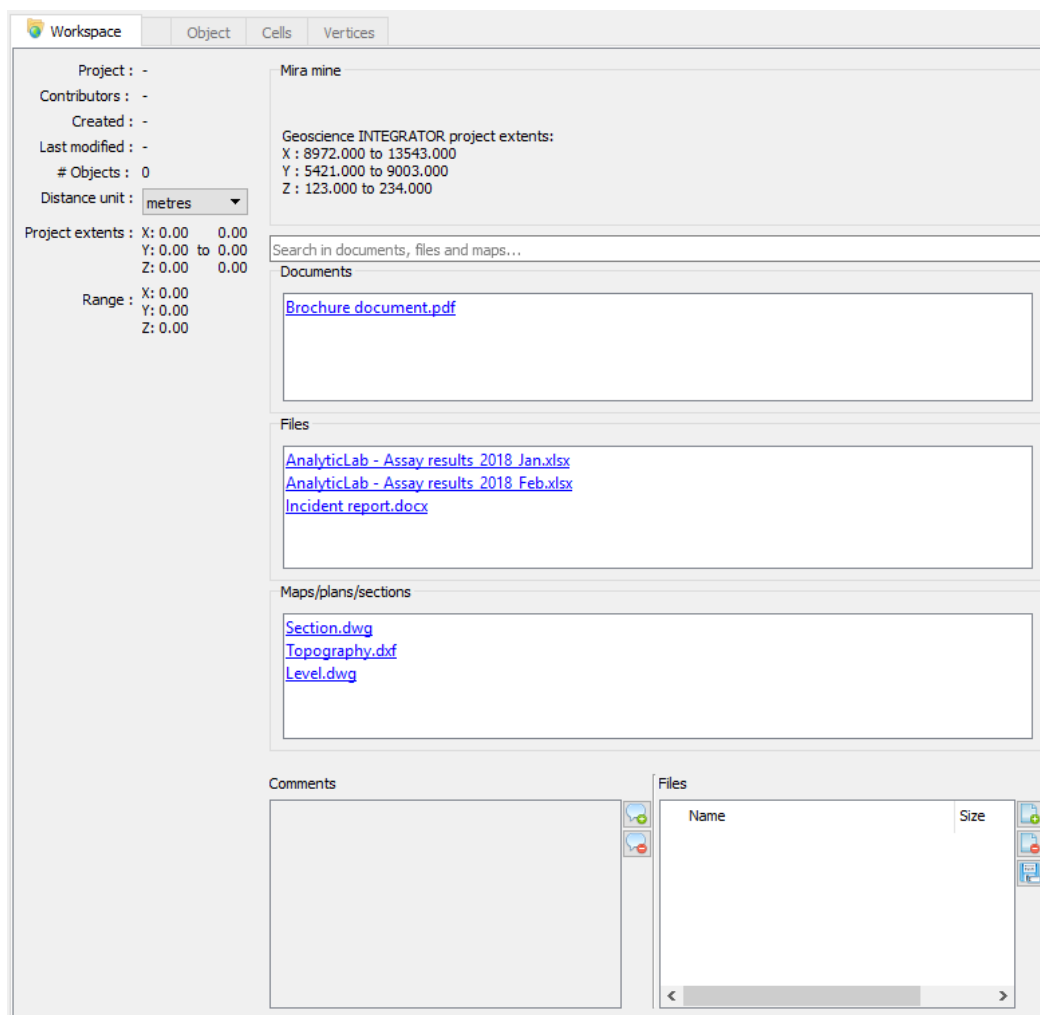 Workspace
Object
Cells
Vertices
Project : -
Contributors : -
Created : -
Last modified : -
# Objects : 0
Distance unit : metres
Project extents : X: 0.00 0.00
Y: 0.00 to 0.00
Z: 0.00 0.00
Range : X: 0.00
Y: 0.00
Z: 0.00
Mira mine
Geoscience INTEGRATOR project extents:
X : 8972.000 to 13543.000
Y : 5421.000 to 9003.000
Z : 123.000 to 234.000
Search in documents, files and maps...
Documents
Brochure document.pdf
Files
AnalyticLab - Assay results 2018 Jan.xlsx
AnalyticLab - Assay results 2018 Feb.xlsx
Incident report.docx
Maps/plans/sections
Section.dwg
Topography.dxf
Level.dwg
Comments
Files
Name Size